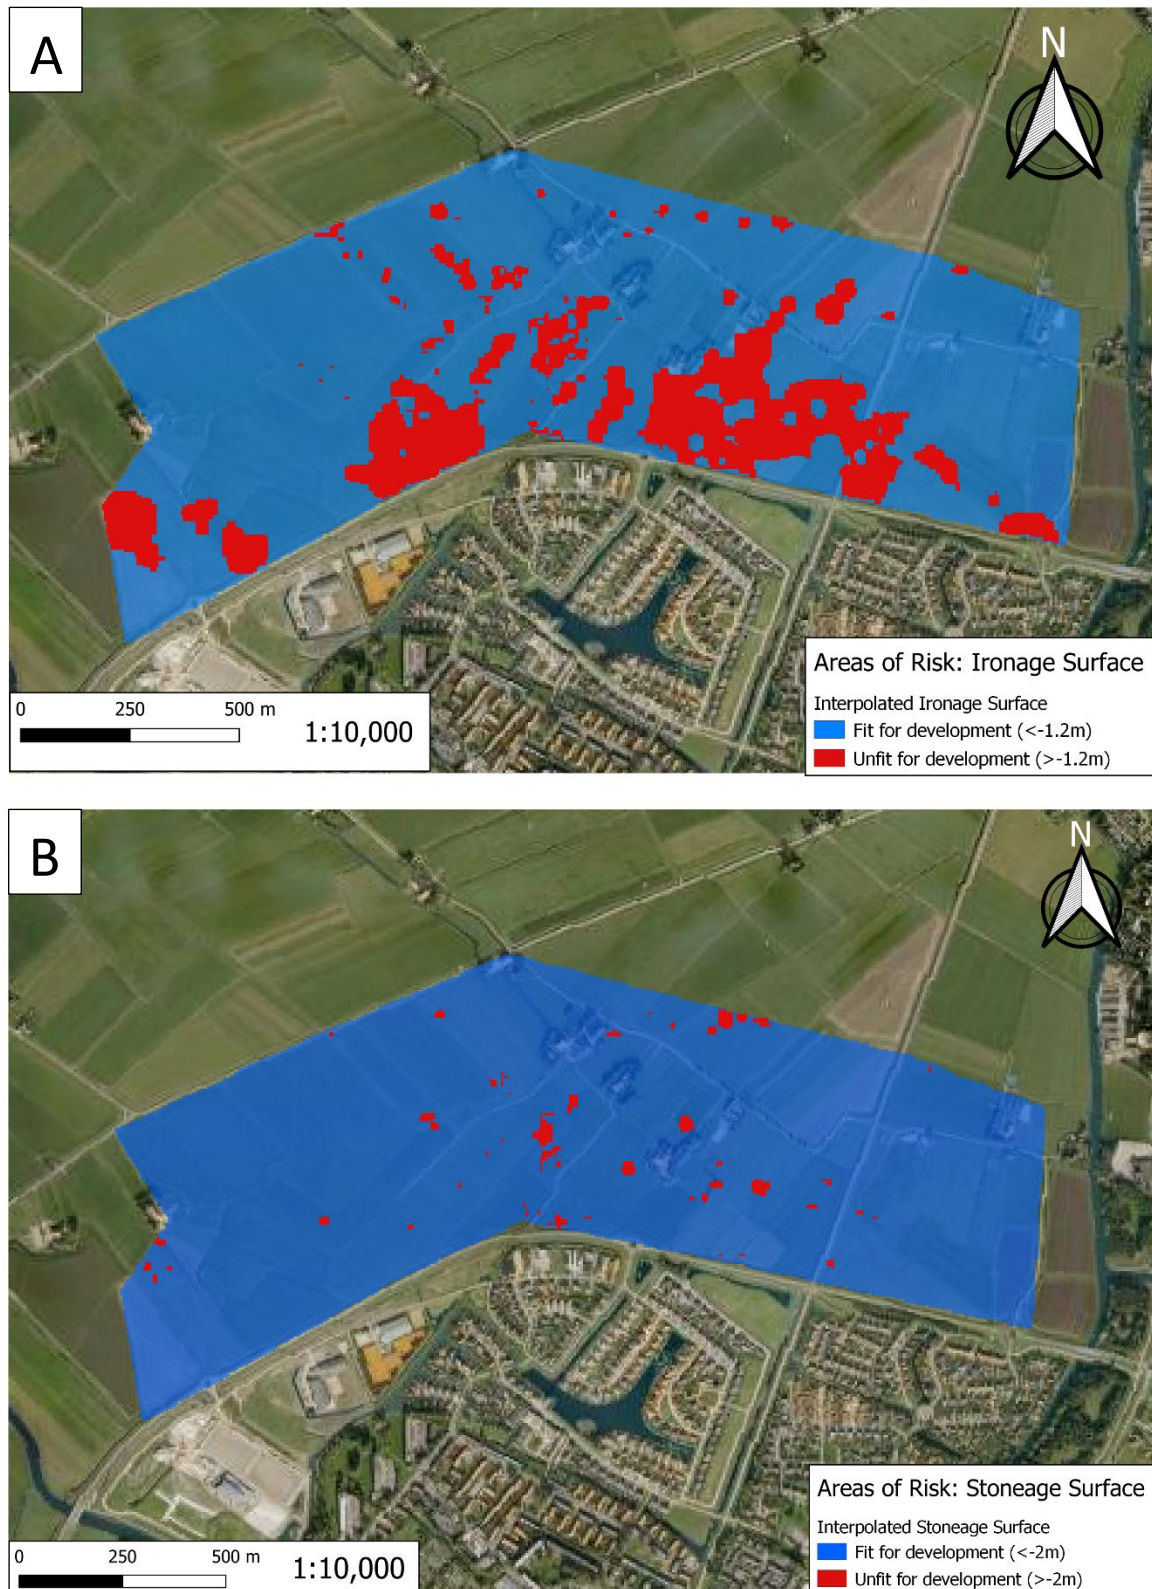 A
N
Areas of Risk: Ironage Surface
Interpolated Ironage Surface
Fit for development (<-1.2m)
Unfit for development (>-1.2m)
0 250 500 m
1:10,000
B
N
Areas of Risk: Stoneage Surface
Interpolated Stoneage Surface
Fit for development (<-2m)
Unfit for development (>-2m)
0 250 500 m
1:10,000